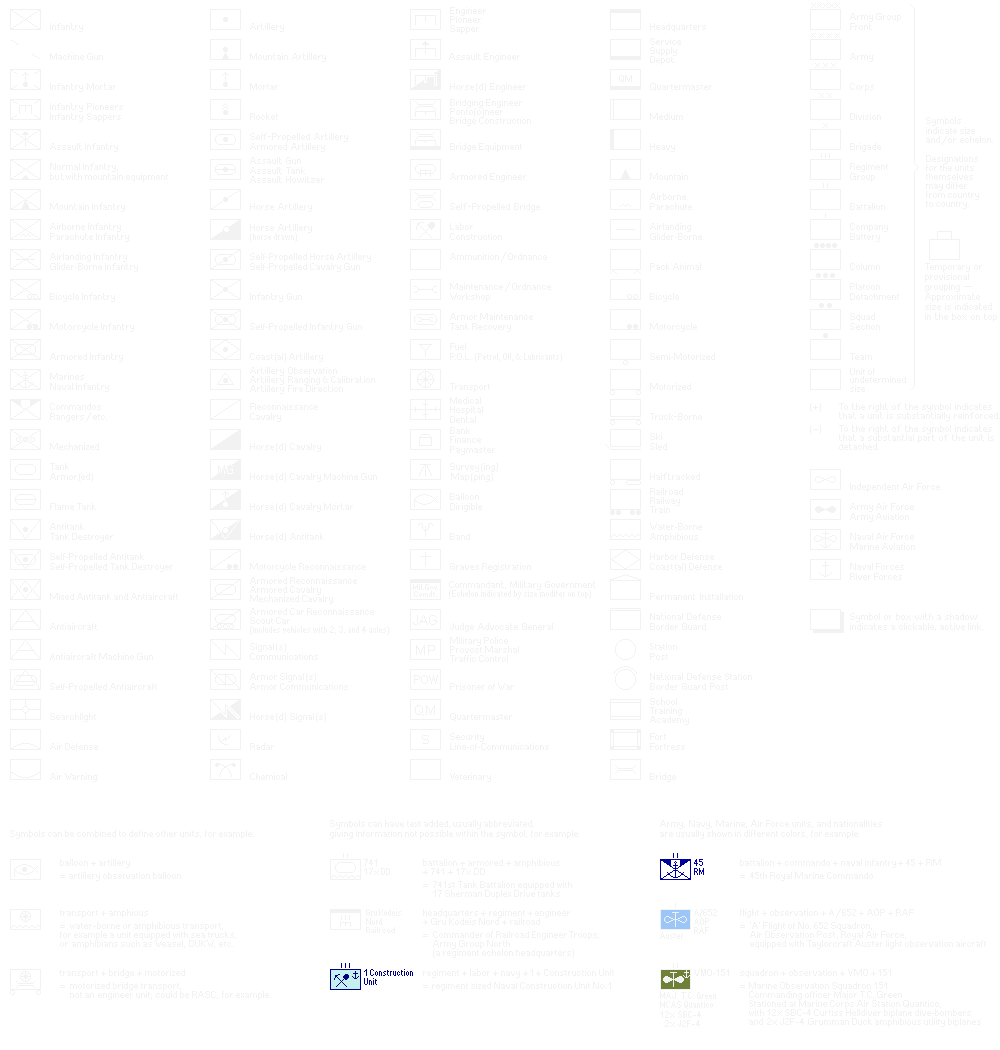 Infantry
Machine Gun
Infantry Mortar
Infantry Pioneers
Infantry Sappers
Assault Infantry
Normal Infantry,
but with mountain equipment
Mountain Infantry
Airborne Infantry
Parachute Infantry
Airlanding Infantry
Glider-Borne Infantry
Bicycle Infantry
Motorcycle Infantry
Armored Infantry
Marines
Naval Infantry
Commandos
Rangers / etc.
Mechanized
Tank
Armor(ed)
Flame Tank
Antitank
Tank Destroyer
Self-Propelled Antitank
Self-Propelled Tank Destroyer
Mixed Antitank and Antiaircraft
Antiaircraft
Antiaircraft Machine Gun
Self-Propelled Antiaircraft
Searchlight
Air Defense
Air Warning
Artillery
Mountain Artillery
Mortar
Rocket
Self-Propelled Artillery
Armored Artillery
Assault Gun
Assault Tank
Assault Howitzer
Horse Artillery
Horse Artillery
(horse drawn)
Self-Propelled Horse Artillery
Self-Propelled Cavalry Gun
Infantry Gun
Self-Propelled Infantry Gun
Coast(al) Artillery
Artillery Observation
Artillery Ranging & Calibration
Artillery Fire Direction
Reconnaissance
Cavalry
Horse(d) Cavalry
Horse(d) Cavalry Machine Gun
Horse(d) Cavalry Mortar
Horse(d) Antitank
Motorcycle Reconnaissance
Armored Reconnaissance
Armored Cavalry
Mechanized Cavalry
Armored Car Reconnaissance
Scout Car
(includes vehicles with 2, 3, and 4 axles)
Signal(s)
Communications
Armor Signal(s)
Armor Communications
Horse(d) Signal(s)
Radar
Chemical
Engineer
Pioneer
Sapper
Assault Engineer
Horse(d) Engineer
Bridging Engineer
Ponto(o)neer
Bridge Construction
Bridge Equipment
Armored Engineer
Self-Propelled Bridge
Labor
Construction
Ammunition / Ordnance
Maintenance / Ordnance
Workshop
Armor Maintenance
Tank Recovery
Fuel
P.O.L. (Petrol, Oil, & Lubricants)
Transport
Medical
Hospital
Dental
Bank
Finance
Paymaster
Survey(ing)
Map(ping)
Balloon
Dirigible
Band
Graves Registration
Commandant, Military Government
(Echelon indicated by size modifier on top)
JAG
Judge Advocate General
MP
Military Police
Provost Marshal
Traffic Control
POW
Prisoner of War
QM
Quartermaster
S
Security
Line-of-Communications
Veterinary
Headquarters
Service
Supply
Depot
QM
Quartermaster
Medium
Heavy
Mountain
Airborne
Parachute
Airlanding
Glider-Borne
Pack Animal
Bicycle
Motorcycle
Semi-Motorized
Motorized
Truck-Borne
Ski
Sled
Halftracked
Railroad
Railway
Train
Water-Borne
Amphibious
Harbor Defense
Coast(al) Defense
Permanent Installation
National Defense
Border Guard
Station
Post
National Defense Station
Border Guard Post
School
Training
Academy
Fort
Fortress
Bridge
XXXXX
Army Group
Front
XXXX
Army
XXX
Corps
XX
Division
X
Brigade
III
Regiment
Group
II
Battalion
I
Company
Battery
Column
Platoon
Detachment
Squad
Section
Team
Unit of
undetermined
size
Symbols
indicate size
and / or echelon
Designations
for the units
themselves
may differ
from country
to country
Temporary or
provisional
grouping —
Approximate
size is indicated
in the box on top
(+) To the right of the symbol indicates
that a unit is substantially reinforced
(–) To the right of the symbol indicates
that a substantial part of the unit is
detached
Independent Air Force
Army Air Force
Army Aviation
Naval Air Force
Marine Aviation
Naval Forces
River Forces
Symbol or box with a shadow
indicates a clickable, active link
Symbols can be combined to define other units, for example:
balloon + artillery
= artillery observation balloon
transport + amphibious
= water-borne or amphibious transport,
for example a unit equipped with sea trucks,
or amphibians such as Weasel, DUKW, etc.
transport + bridge + motorized
= motorized bridge transport,
not an engineer unit, could be RASC, for example
Symbols can have text added, usually abbreviated,
giving information not possible within the symbol, for example:
II
741
17x DD
battalion + armored + amphibious
+ 741 + 17x DD
= 741st Tank Battalion equipped with
17 Sherman Duplex Drive tanks
III
Nord
Railroad
headquarters + regiment + engineer
+ Gru Kodeis Nord + railroad
= Commander of Railroad Engineer Troops,
Army Group North
(a regiment echelon headquarters)
III
1 Construction
Unit
regiment + labor + navy + 1 + Construction Unit
= regiment sized Naval Construction Unit No. 1
Army, Navy, Marine, Air Force units, and nationalities
are usually shown in different colors, for example:
II
45
RM
battalion + commando + naval infantry + 45 + RM
= 45th Royal Marine Commando
A/652
AOP
RAF
flight + observation + A / 652 + AOP + RAF
= "A" Flight of No. 652 Squadron,
Air Observation Post, Royal Air Force,
equipped with Taylorcraft Auster light observation aircraft
II
VMO-151
MAJ T.C. Green
MCAS Quantico
12x SBC-4
2x J2F-4
squadron + observation + VMO + 151
= Marine Observation Squadron 151
Commanding officer Major T.C. Green
Stationed at Marine Corps Air Station Quantico,
with 12x SBC-4 Curtiss Helldiver biplane dive-bombers
and 2x J2F-4 Grumman Duck amphibious utility biplanes